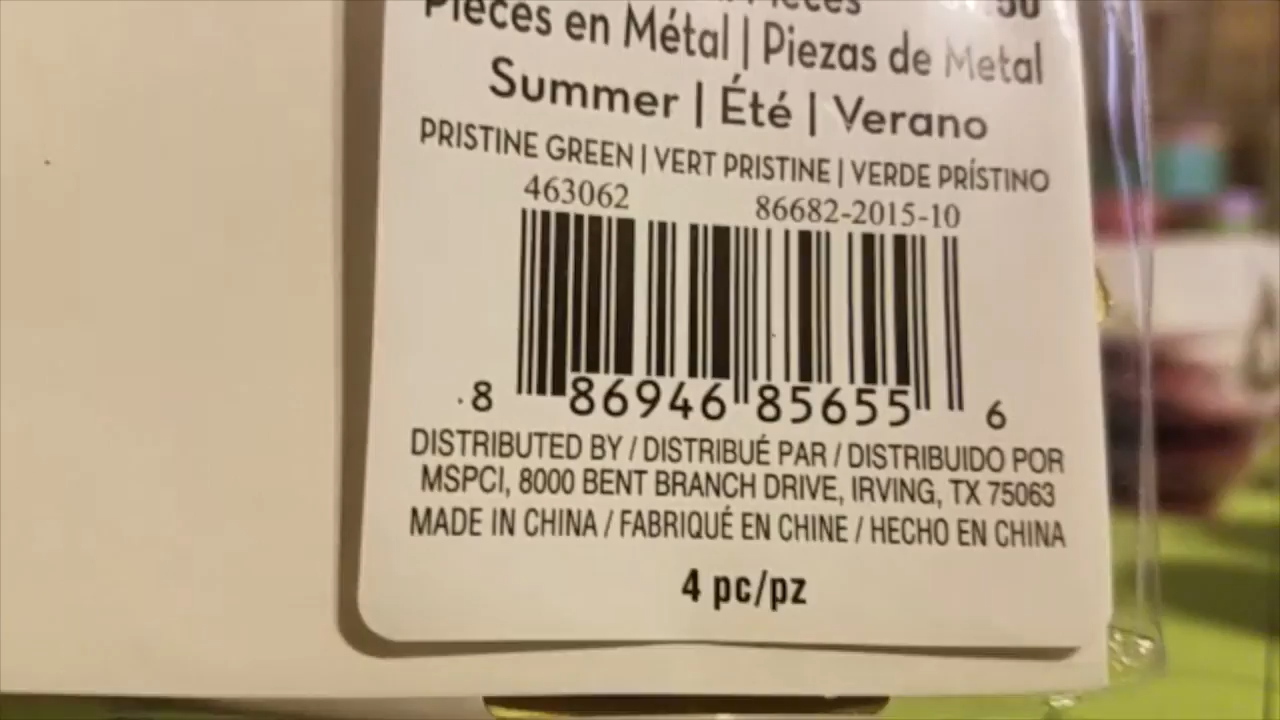 Pièces en Métal | Piezas de Metal
Summer | Été | Verano
PRISTINE GREEN | VERT PRISTINE | VERDE PRÍSTINO
463062 86682-2015-10
8 86946 85655 6
DISTRIBUTED BY / DISTRIBUÉ PAR / DISTRIBUIDO POR
MSPCI, 8000 BENT BRANCH DRIVE, IRVING, TX 75063
MADE IN CHINA / FABRIQUÉ EN CHINE / HECHO EN CHINA
4 pc/pz